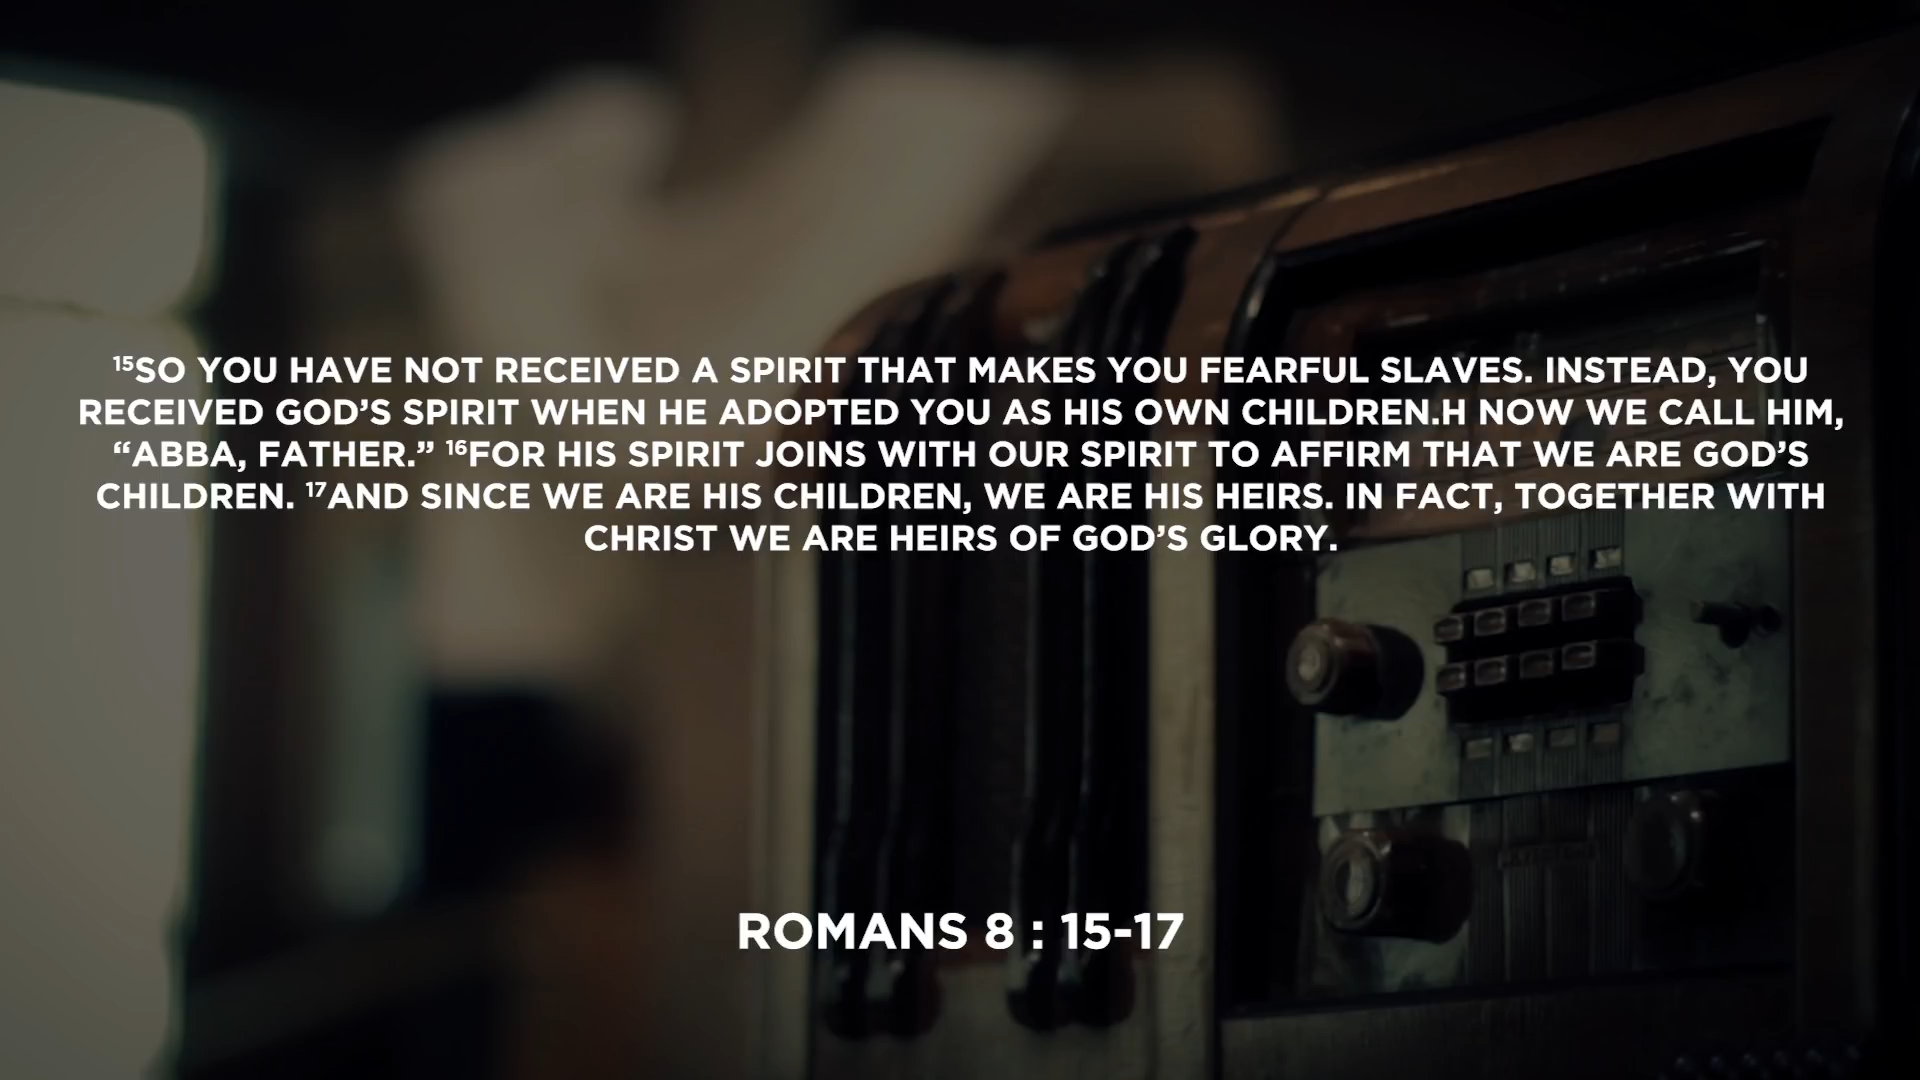 ¹⁵SO YOU HAVE NOT RECEIVED A SPIRIT THAT MAKES YOU FEARFUL SLAVES. INSTEAD, YOU
RECEIVED GOD’S SPIRIT WHEN HE ADOPTED YOU AS HIS OWN CHILDREN.H NOW WE CALL HIM,
“ABBA, FATHER.” ¹⁶FOR HIS SPIRIT JOINS WITH OUR SPIRIT TO AFFIRM THAT WE ARE GOD’S
CHILDREN. ¹⁷AND SINCE WE ARE HIS CHILDREN, WE ARE HIS HEIRS. IN FACT, TOGETHER WITH
CHRIST WE ARE HEIRS OF GOD’S GLORY.
ROMANS 8 : 15-17